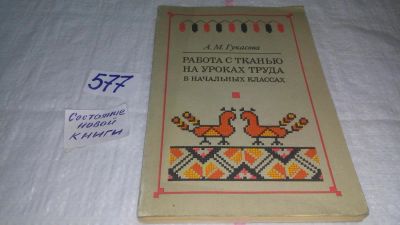 577
Состояние
новой
книги
А. М. Гукасова
РАБОТА С ТКАНЬЮ
НА УРОКАХ ТРУДА
В НАЧАЛЬНЫХ КЛАССАХ